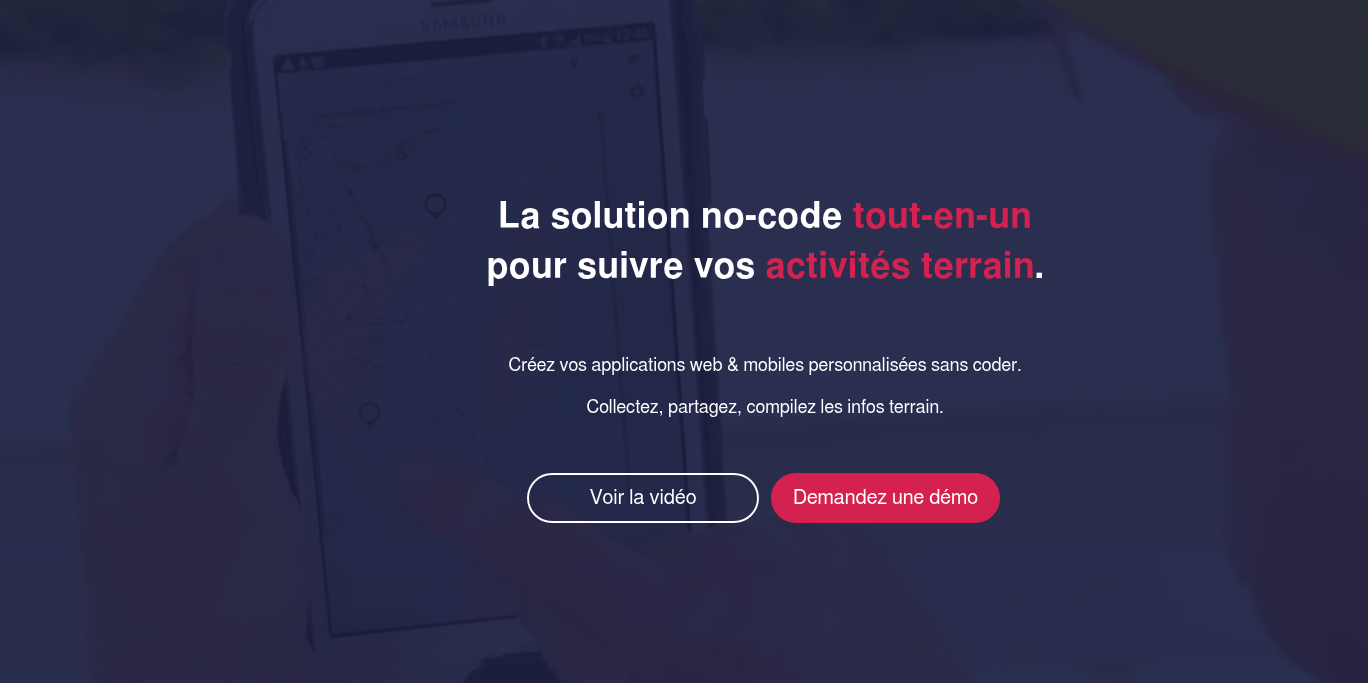 SAMSUNG
La solution no-code tout-en-un
pour suivre vos activités terrain.
Créez vos applications web & mobiles personnalisées sans coder.
Collectez, partagez, compilez les infos terrain.
Voir la vidéo
Demandez une démo